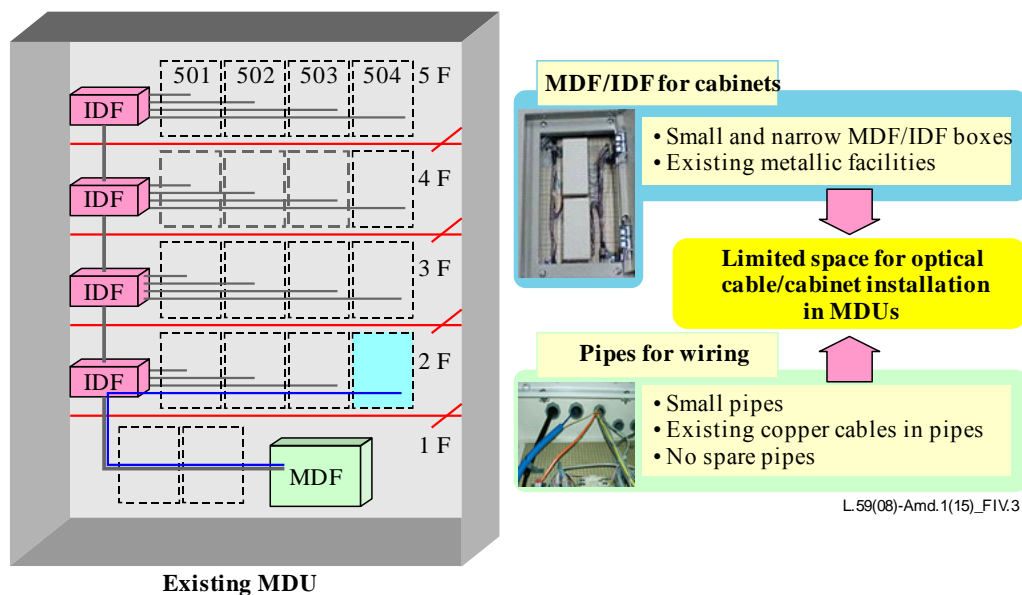 501 502 503 504 5 F
IDF
4 F
IDF
3 F
IDF
2 F
IDF
1 F
MDF
Existing MDU
MDF/IDF for cabinets
• Small and narrow MDF/IDF boxes
• Existing metallic facilities
Limited space for optical
cable/cabinet installation
in MDUs
Pipes for wiring
• Small pipes
• Existing copper cables in pipes
• No spare pipes
L.59(08)-Amd.1(15)_FIV.3